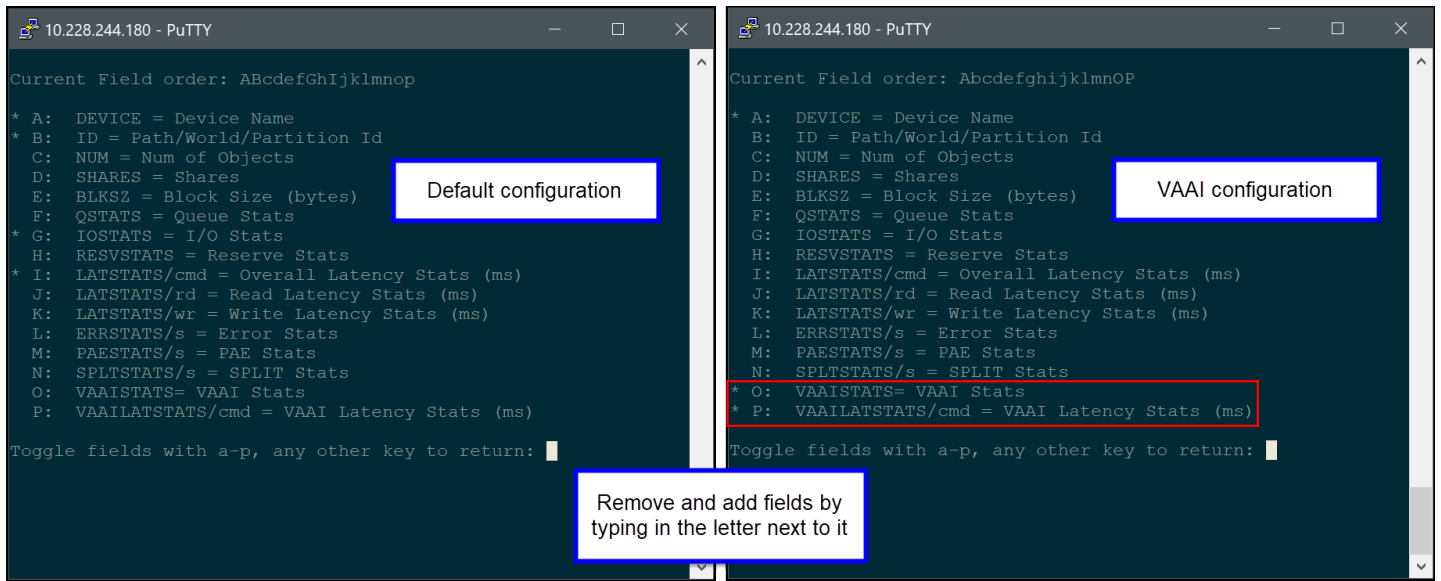 10.228.244.180 - PuTTY
Current Field order: ABcdefGhIjklmnop
* A:  DEVICE = Device Name
* B:  ID = Path/World/Partition Id
C:  NUM = Num of Objects
D:  SHARES = Shares
E:  BLKSZ = Block Size (bytes)
F:  QSTATS = Queue Stats
* G:  IOSTATS = I/O Stats
H:  RESVSTATS = Reserve Stats
* I:  LATSTATS/cmd = Overall Latency Stats (ms)
J:  LATSTATS/rd = Read Latency Stats (ms)
K:  LATSTATS/wr = Write Latency Stats (ms)
L:  ERRSTATS/s = Error Stats
M:  PAESTATS/s = PAE Stats
N:  SPLTSTATS/s = SPLIT Stats
O:  VAAISTATS= VAAI Stats
P:  VAAILATSTATS/cmd = VAAI Latency Stats (ms)
Toggle fields with a-p, any other key to return:
Default configuration
10.228.244.180 - PuTTY
Current Field order: AbcdefghijklmnOP
* A:  DEVICE = Device Name
B:  ID = Path/World/Partition Id
C:  NUM = Num of Objects
D:  SHARES = Shares
E:  BLKSZ = Block Size (bytes)
F:  QSTATS = Queue Stats
G:  IOSTATS = I/O Stats
H:  RESVSTATS = Reserve Stats
I:  LATSTATS/cmd = Overall Latency Stats (ms)
J:  LATSTATS/rd = Read Latency Stats (ms)
K:  LATSTATS/wr = Write Latency Stats (ms)
L:  ERRSTATS/s = Error Stats
M:  PAESTATS/s = PAE Stats
N:  SPLTSTATS/s = SPLIT Stats
* O:  VAAISTATS= VAAI Stats
* P:  VAAILATSTATS/cmd = VAAI Latency Stats (ms)
Toggle fields with a-p, any other key to return:
VAAI configuration
Remove and add fields by
typing in the letter next to it